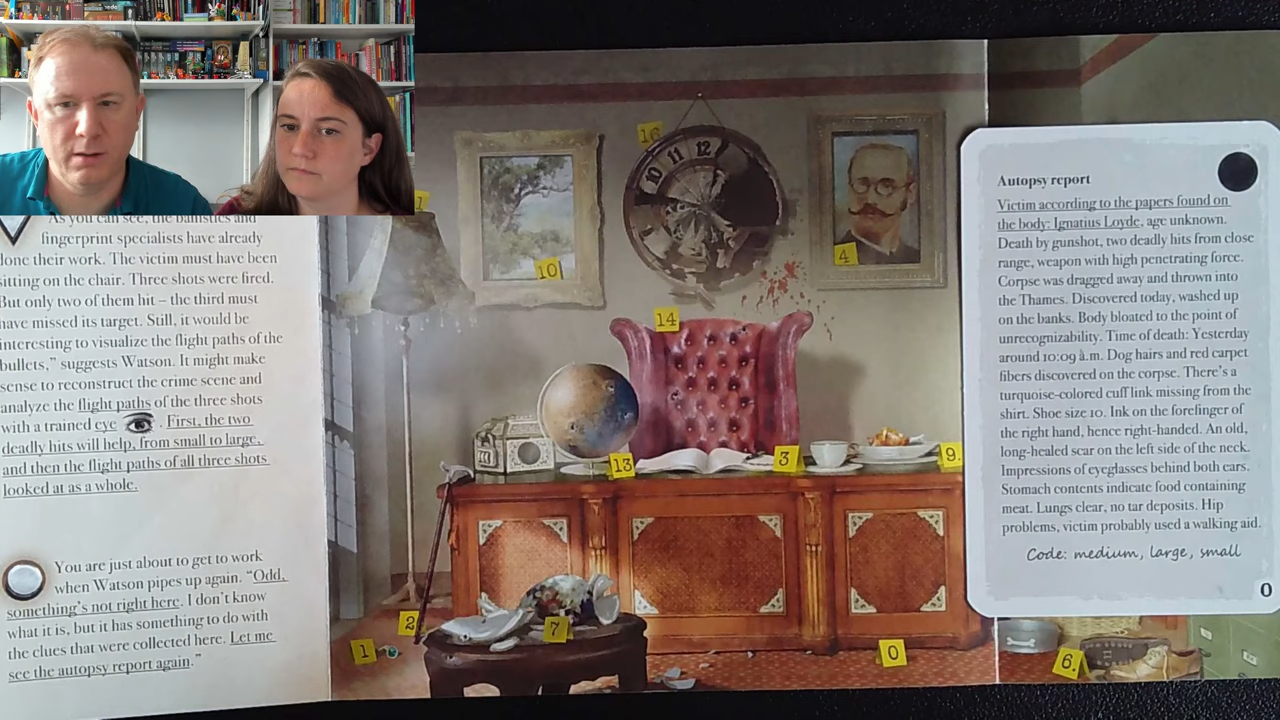 As you can see, the ballistics and
fingerprint specialists have already
done their work. The victim must have been
sitting on the chair. Three shots were fired.
But only two of them hit – the third must
have missed its target. Still, it would be
interesting to visualize the flight paths of the
bullets,” suggests Watson. It might make
sense to reconstruct the crime scene and
analyze the flight paths of the three shots
with a trained eye . First, the two
deadly hits will help, from small to large,
and then the flight paths of all three shots
looked at as a whole.
You are just about to get to work
when Watson pipes up again. “Odd,
something’s not right here. I don’t know
what it is, but it has something to do with
the clues that were collected here. Let me
see the autopsy report again.”
16
10 11 12
4
10
14
13
3
9.
2
1
7
0
6.
11
Autopsy report
Victim according to the papers found on
the body: Ignatius Loyde, age unknown.
Death by gunshot, two deadly hits from close
range, weapon with high penetrating force.
Corpse was dragged away and thrown into
the Thames. Discovered today, washed up
on the banks. Body bloated to the point of
unrecognizability. Time of death: Yesterday
around 10:09 a.m. Dog hairs and red carpet
fibers discovered on the corpse. There’s a
turquoise-colored cuff link missing from the
shirt. Shoe size 10. Ink on the forefinger of
the right hand, hence right-handed. An old,
long-healed scar on the left side of the neck.
Impressions of eyeglasses behind both ears.
Stomach contents indicate food containing
meat. Lungs clear, no tar deposits. Hip
problems, victim probably used a walking aid.
Code: medium, large, small
0